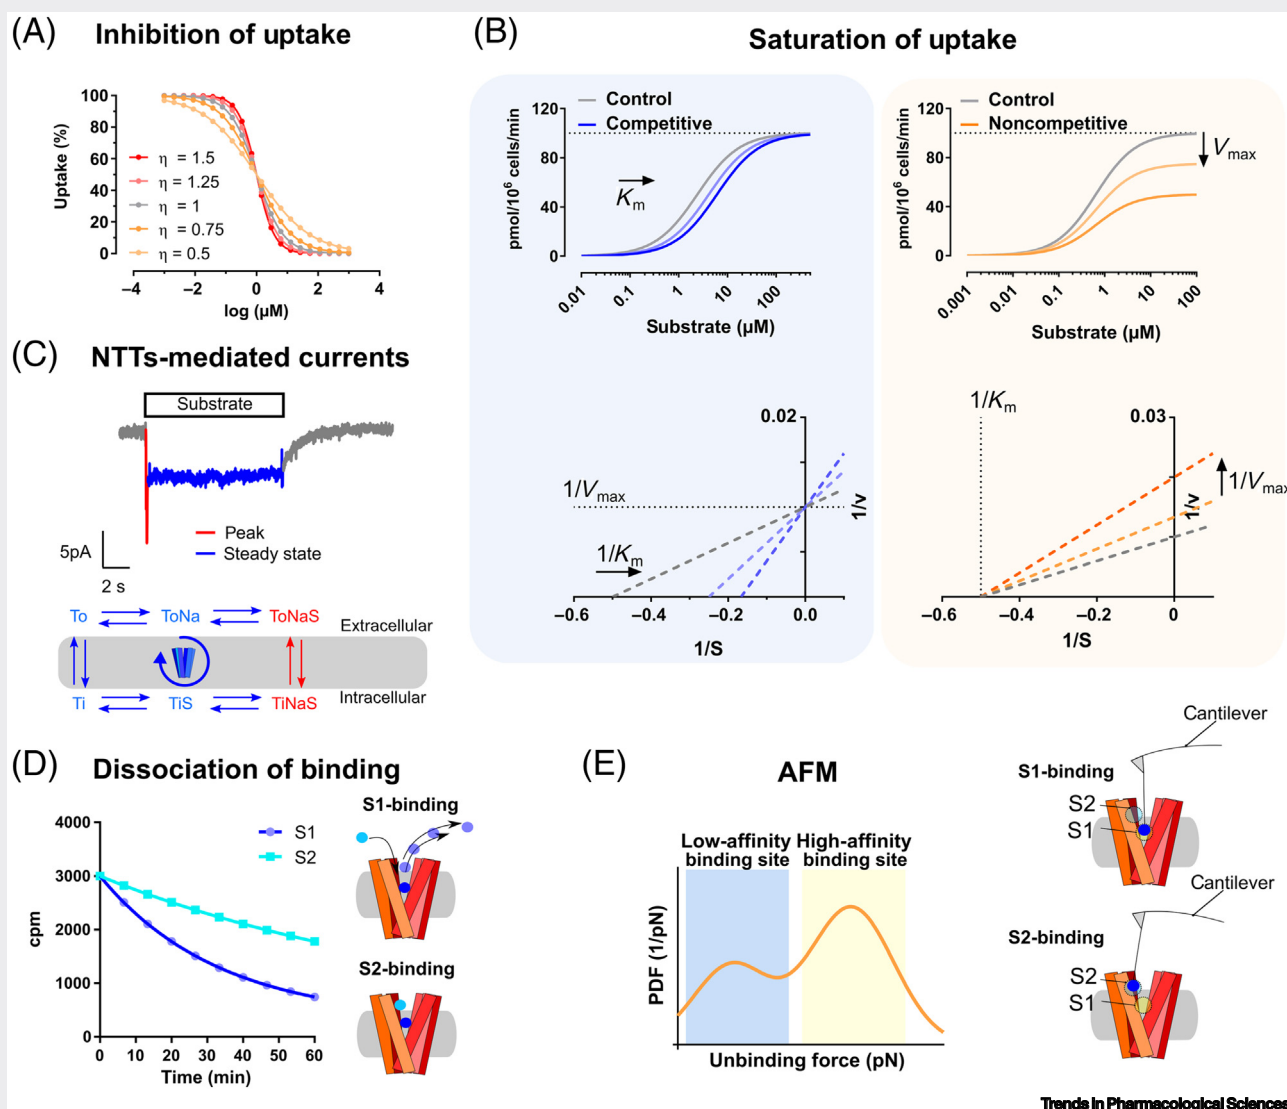 (A) Inhibition of uptake
100
80
60
40
20
0
Uptake (%)
η = 1.5
η = 1.25
η = 1
η = 0.75
η = 0.5
−4 −2 0 2 4
log (μM)
(B) Saturation of uptake
Control
Competitive
120
80
40
0
pmol/10⁶ cells/min
Km
0.01 0.1 1 10 100
Substrate (μM)
Control
Noncompetitive
120
80
40
0
pmol/10⁶ cells/min
Vmax
0.001 0.01 0.1 1 10 100
Substrate (μM)
0.02
1/Vmax
1/v
1/Km
−0.6 −0.4 −0.2 0.0
1/S
1/Km
0.03
1/v
1/Vmax
−0.6 −0.4 −0.2 0
1/S
(C) NTTs-mediated currents
Substrate
Peak
Steady state
5pA
2 s
To ToNa ToNaS
Extracellular
Ti TiS TiNaS
Intracellular
(D) Dissociation of binding
4000
3000
2000
1000
0
cpm
S1
S2
0 10 20 30 40 50 60
Time (min)
S1-binding
S2-binding
(E) AFM
Low-affinity binding site
High-affinity binding site
PDF (1/pN)
Unbinding force (pN)
Cantilever
S1-binding
S2
S1
Cantilever
S2-binding
S2
S1
Trends in Pharmacological Sciences